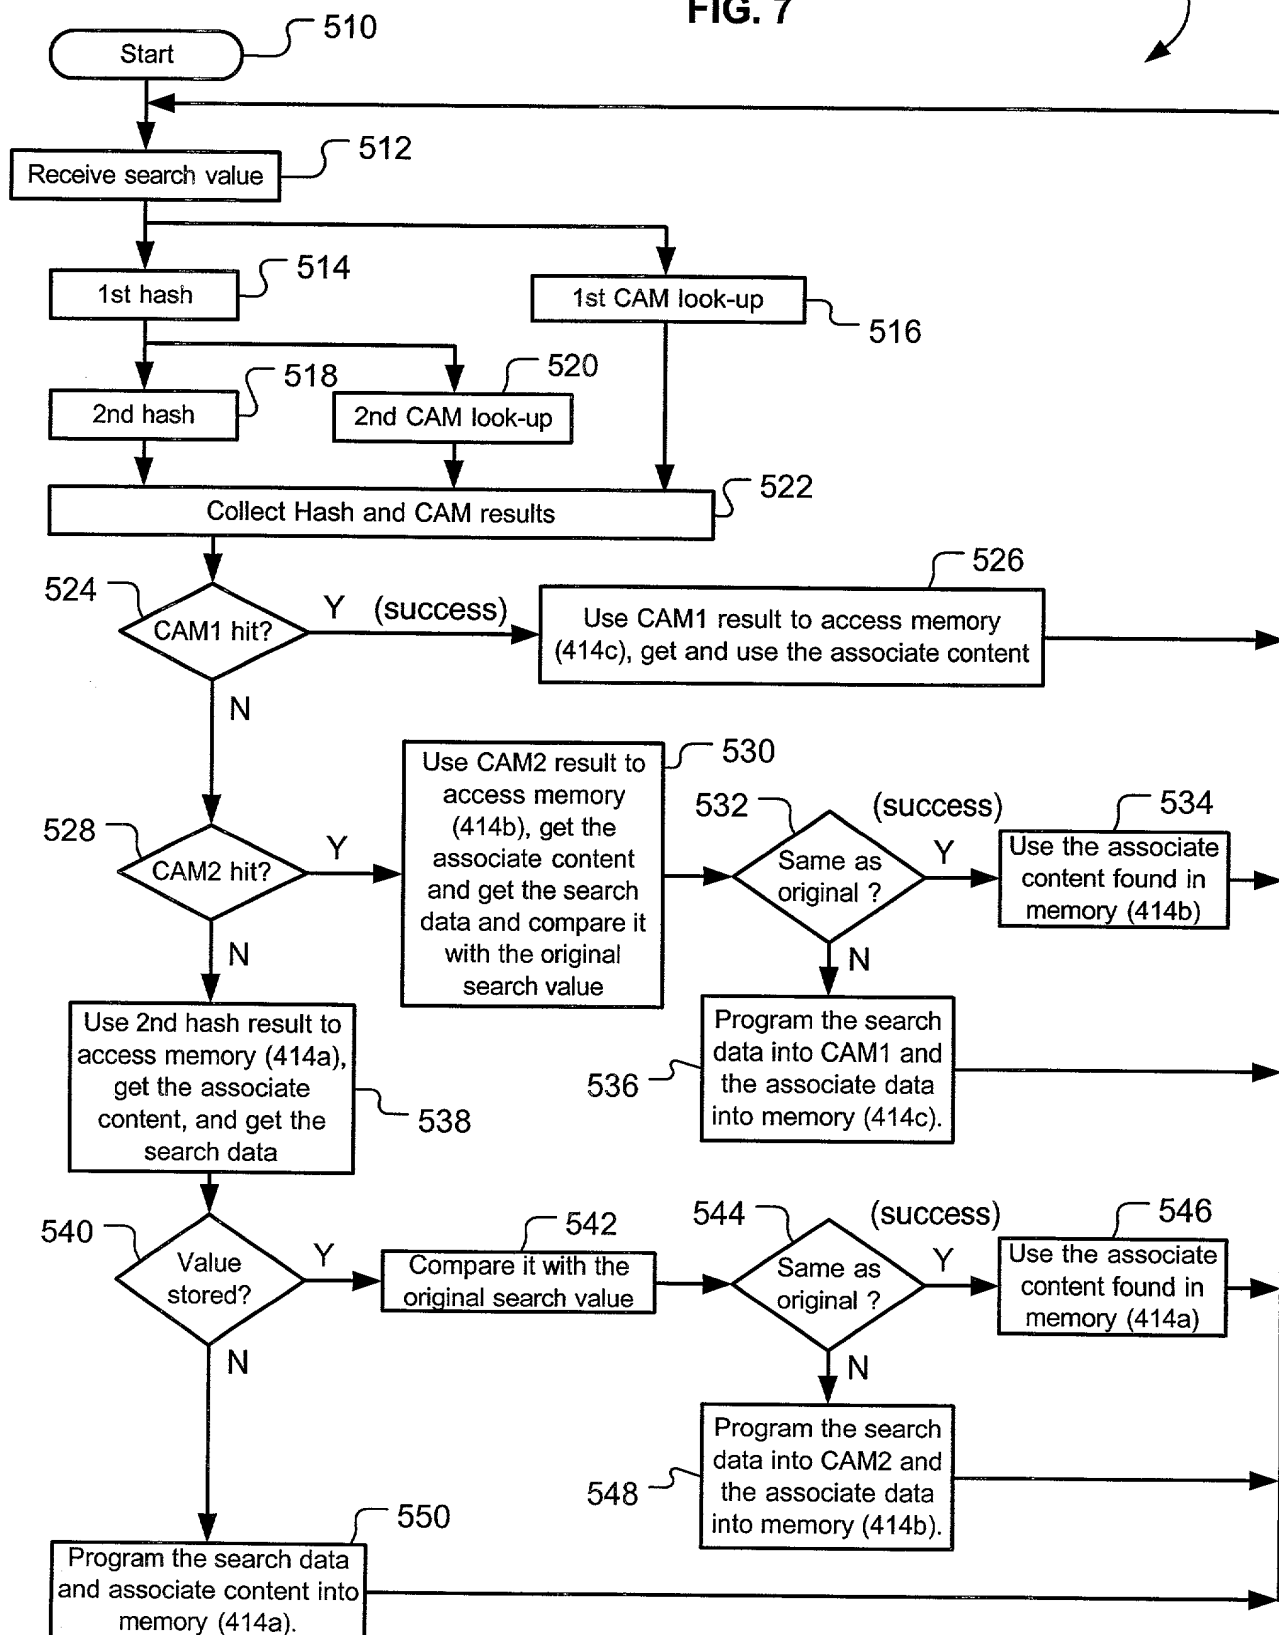 FIG. 7
Start
510
Receive search value
512
1st hash
514
1st CAM look-up
516
2nd hash
518
2nd CAM look-up
520
Collect Hash and CAM results
522
524
CAM1 hit?
Y (success)
N
526
Use CAM1 result to access memory
(414c), get and use the associate content
528
CAM2 hit?
Y
N
530
Use CAM2 result to
access memory
(414b), get the
associate content
and get the search
data and compare it
with the original
search value
532
Same as
original ?
(success)
Y
N
534
Use the associate
content found in
memory (414b)
536
Program the search
data into CAM1 and
the associate data
into memory (414c).
Use 2nd hash result to
access memory (414a),
get the associate
content, and get the
search data
538
540
Value
stored?
Y
N
542
Compare it with the
original search value
544
Same as
original ?
(success)
Y
N
546
Use the associate
content found in
memory (414a)
548
Program the search
data into CAM2 and
the associate data
into memory (414b).
550
Program the search data
and associate content into
memory (414a).